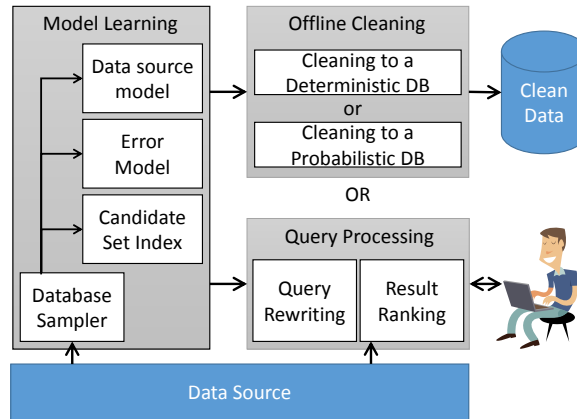 Model Learning
Data source
model
Error
Model
Candidate
Set Index
Database
Sampler
Offline Cleaning
Cleaning to a
Deterministic DB
or
Cleaning to a
Probabilistic DB
Clean
Data
OR
Query Processing
Query
Rewriting
Result
Ranking
Data Source